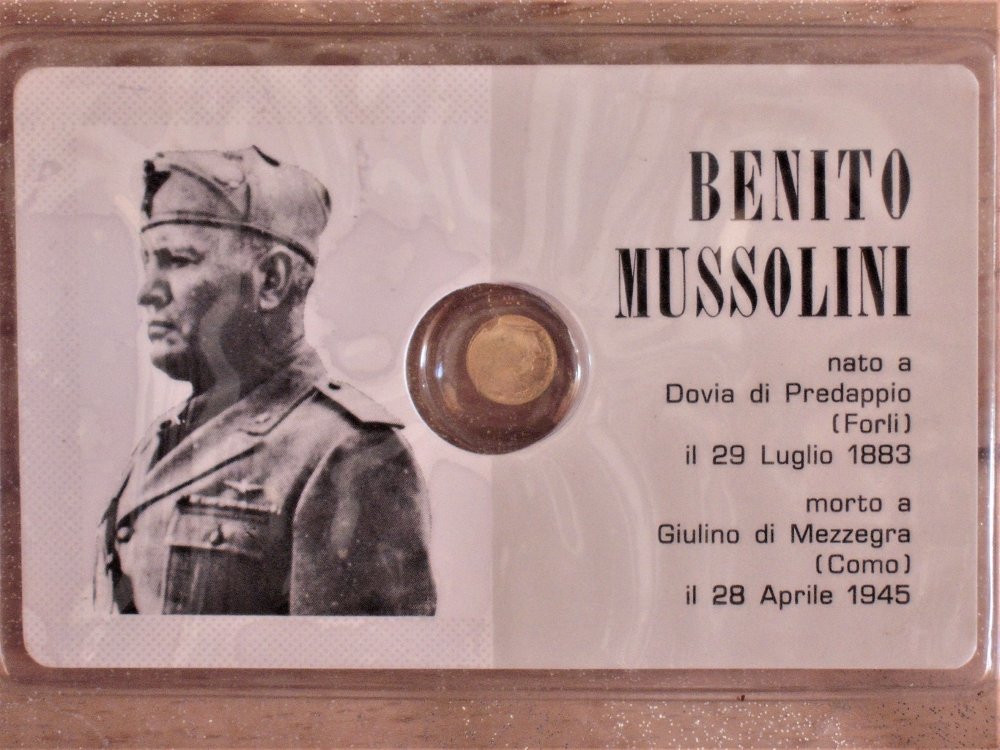 BENITO
MUSSOLINI
nato a
Dovia di Predappio
(Forli)
il 29 Luglio 1883
morto a
Giulino di Mezzegra
(Como)
il 28 Aprile 1945